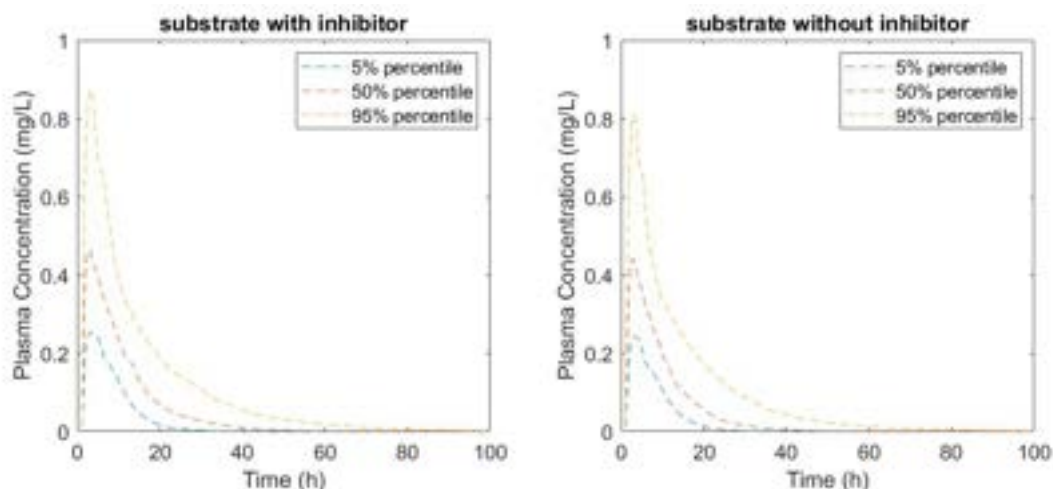 substrate with inhibitor
1
0.8
0.6
0.4
0.2
0
Plasma Concentration (mg/L)
5% percentile
50% percentile
95% percentile
0 20 40 60 80 100
Time (h)
substrate without inhibitor
1
0.8
0.6
0.4
0.2
0
Plasma Concentration (mg/L)
5% percentile
50% percentile
95% percentile
0 20 40 60 80 100
Time (h)